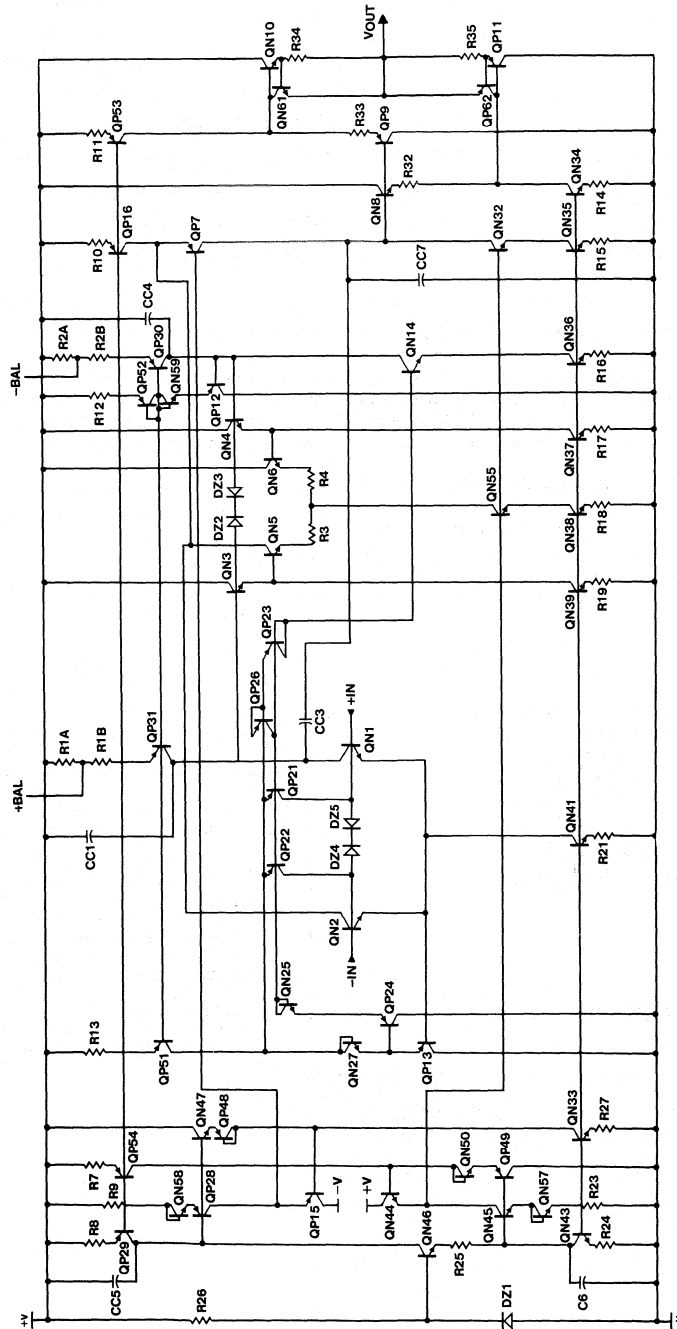 +V
+BAL
-BAL
CC5
R8
R9
R7
R13
CC1
R1A
R1B
R12
R2A
R2B
CC4
R10
R11
QP29
QP54
QP51
QP31
QP52
QP30
QN59
QP16
QP53
R26
QN58
QP28
QN47
QP48
QN25
QP22
QP21
QP26
QP23
QN3
DZ2
DZ3
QN4
QP12
QP7
QN10
R34
QN61
QP15
-V
+V
QN44
QN27
QP24
QP13
-IN
QN2
DZ4
DZ5
QN1
CC3
+IN
QN5
QN6
R3
R4
QN14
QN8
R33
QP9
R32
VOUT
QN46
R25
QN45
QN50
QP49
QN57
QN55
CC7
QN32
QP62
R35
QP11
DZ1
C6
QN43
R24
R23
QN33
R27
QN41
R21
QN39
R19
QN38
R18
QN37
R17
QN36
R16
QN35
R15
QN34
R14